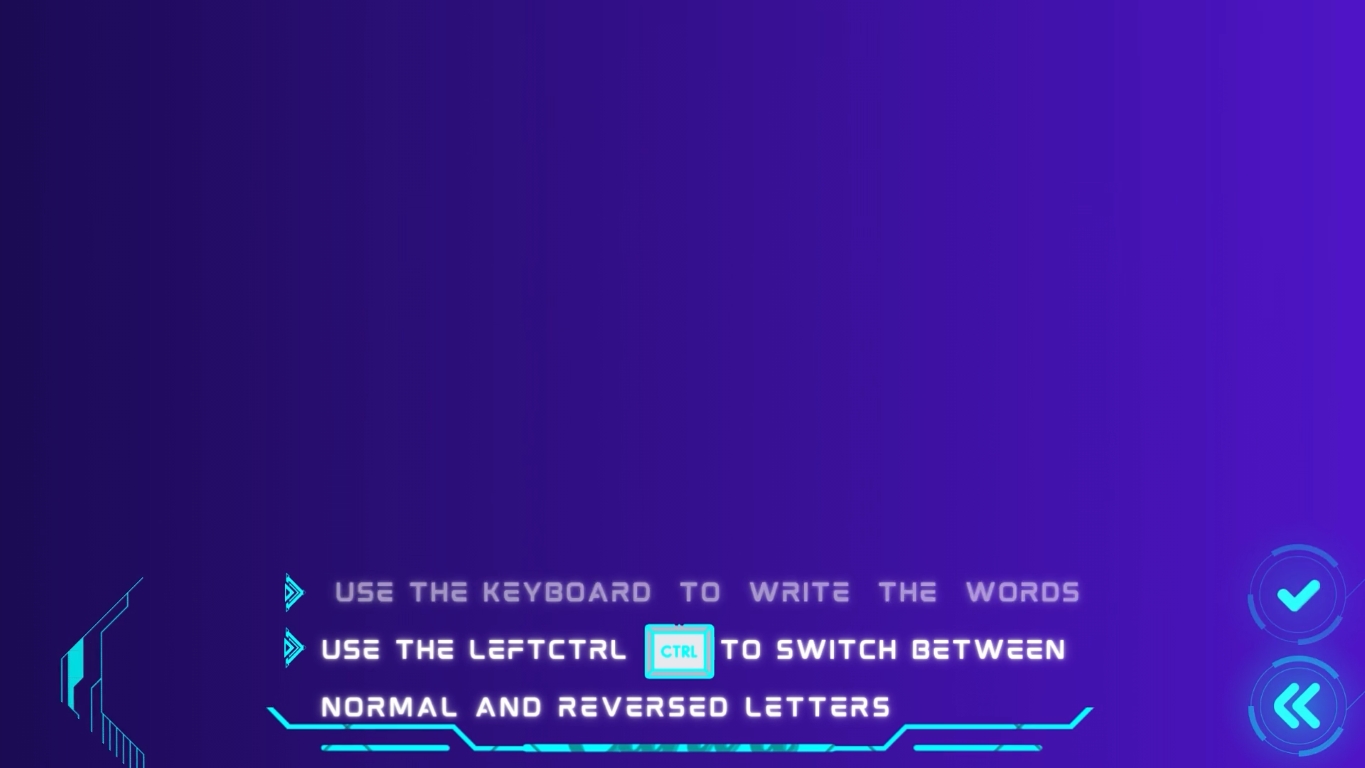 USE THE KEYBOARD TO WRITE THE WORDS
USE THE LEFTCTRL CTRL TO SWITCH BETWEEN
NORMAL AND REVERSED LETTERS